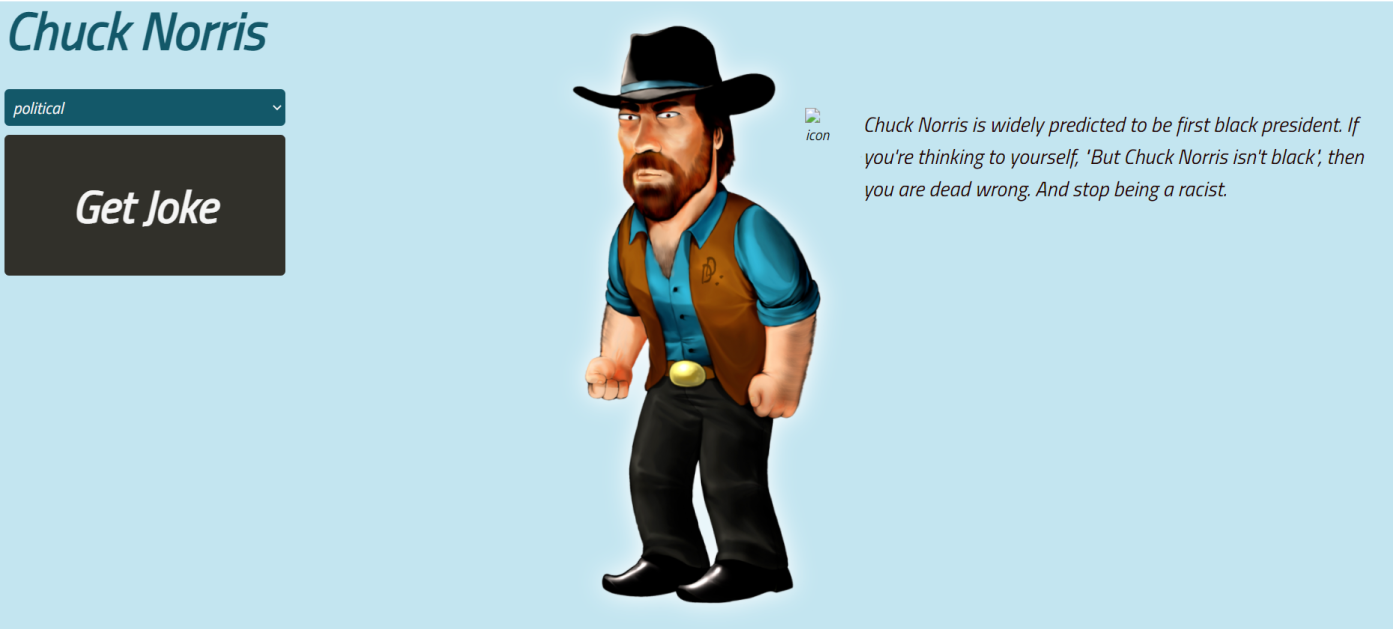 Chuck Norris
political
Get Joke
icon
Chuck Norris is widely predicted to be first black president. If
you're thinking to yourself, "But Chuck Norris isn't black", then
you are dead wrong. And stop being a racist.